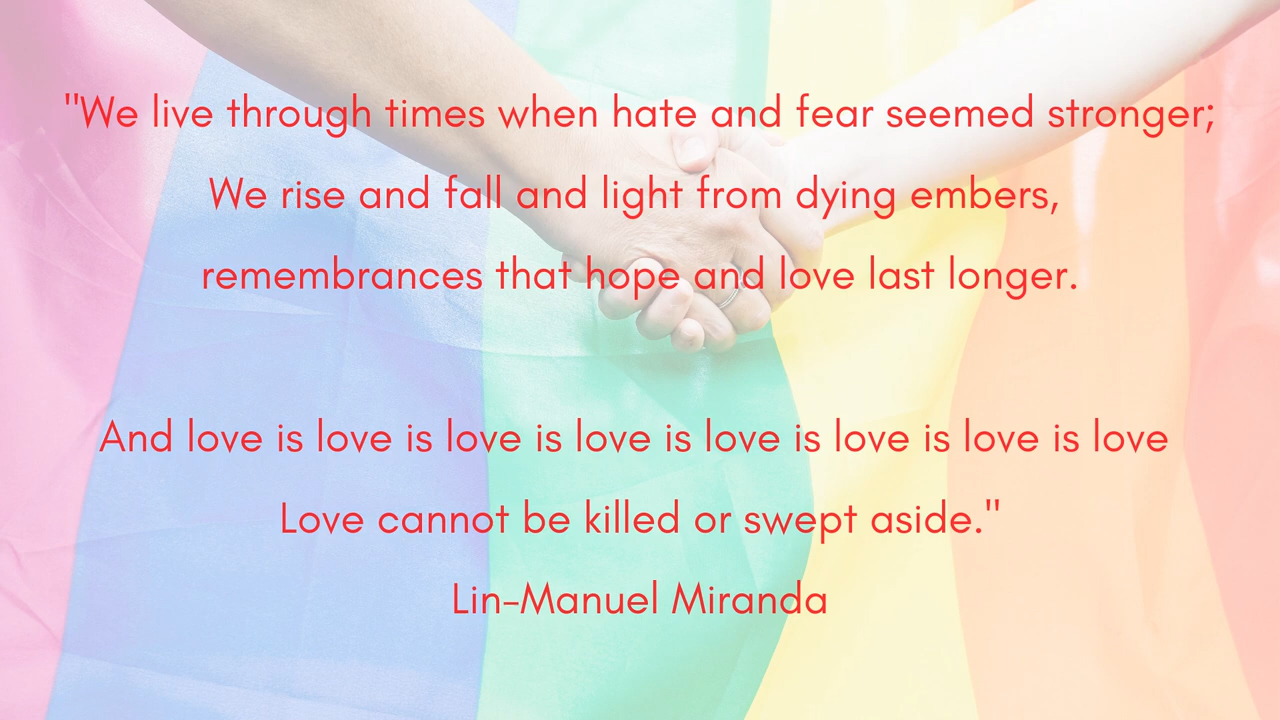 "We live through times when hate and fear seemed stronger;
We rise and fall and light from dying embers,
remembrances that hope and love last longer.
And love is love is love is love is love is love is love is love
Love cannot be killed or swept aside."
Lin-Manuel Miranda